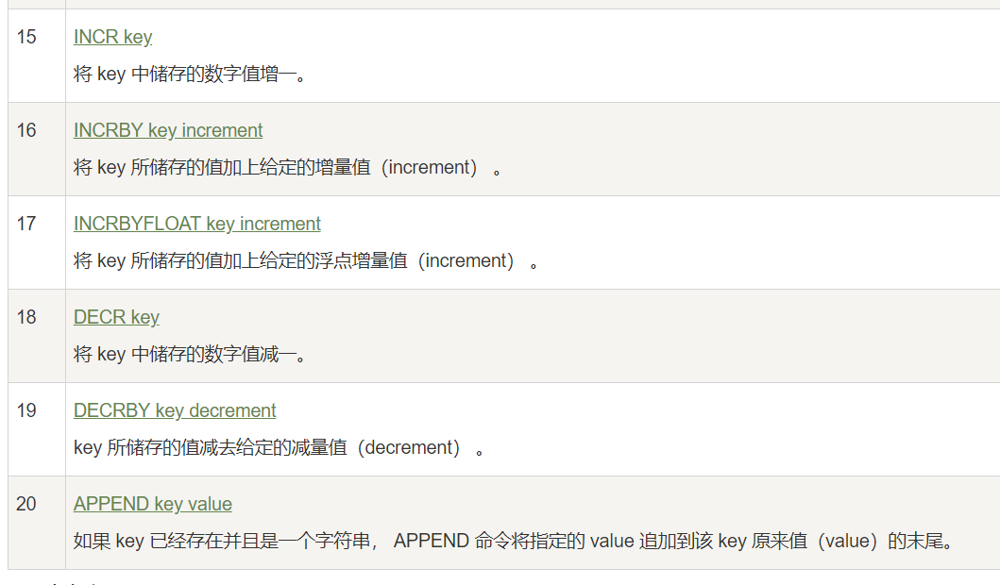 15
INCR key
将 key 中储存的数字值增一。
16
INCRBY key increment
将 key 所储存的值加上给定的增量值（increment） 。
17
INCRBYFLOAT key increment
将 key 所储存的值加上给定的浮点增量值（increment） 。
18
DECR key
将 key 中储存的数字值减一。
19
DECRBY key decrement
key 所储存的值减去给定的减量值（decrement） 。
20
APPEND key value
如果 key 已经存在并且是一个字符串， APPEND 命令将指定的 value 追加到该 key 原来值（value）的末尾。